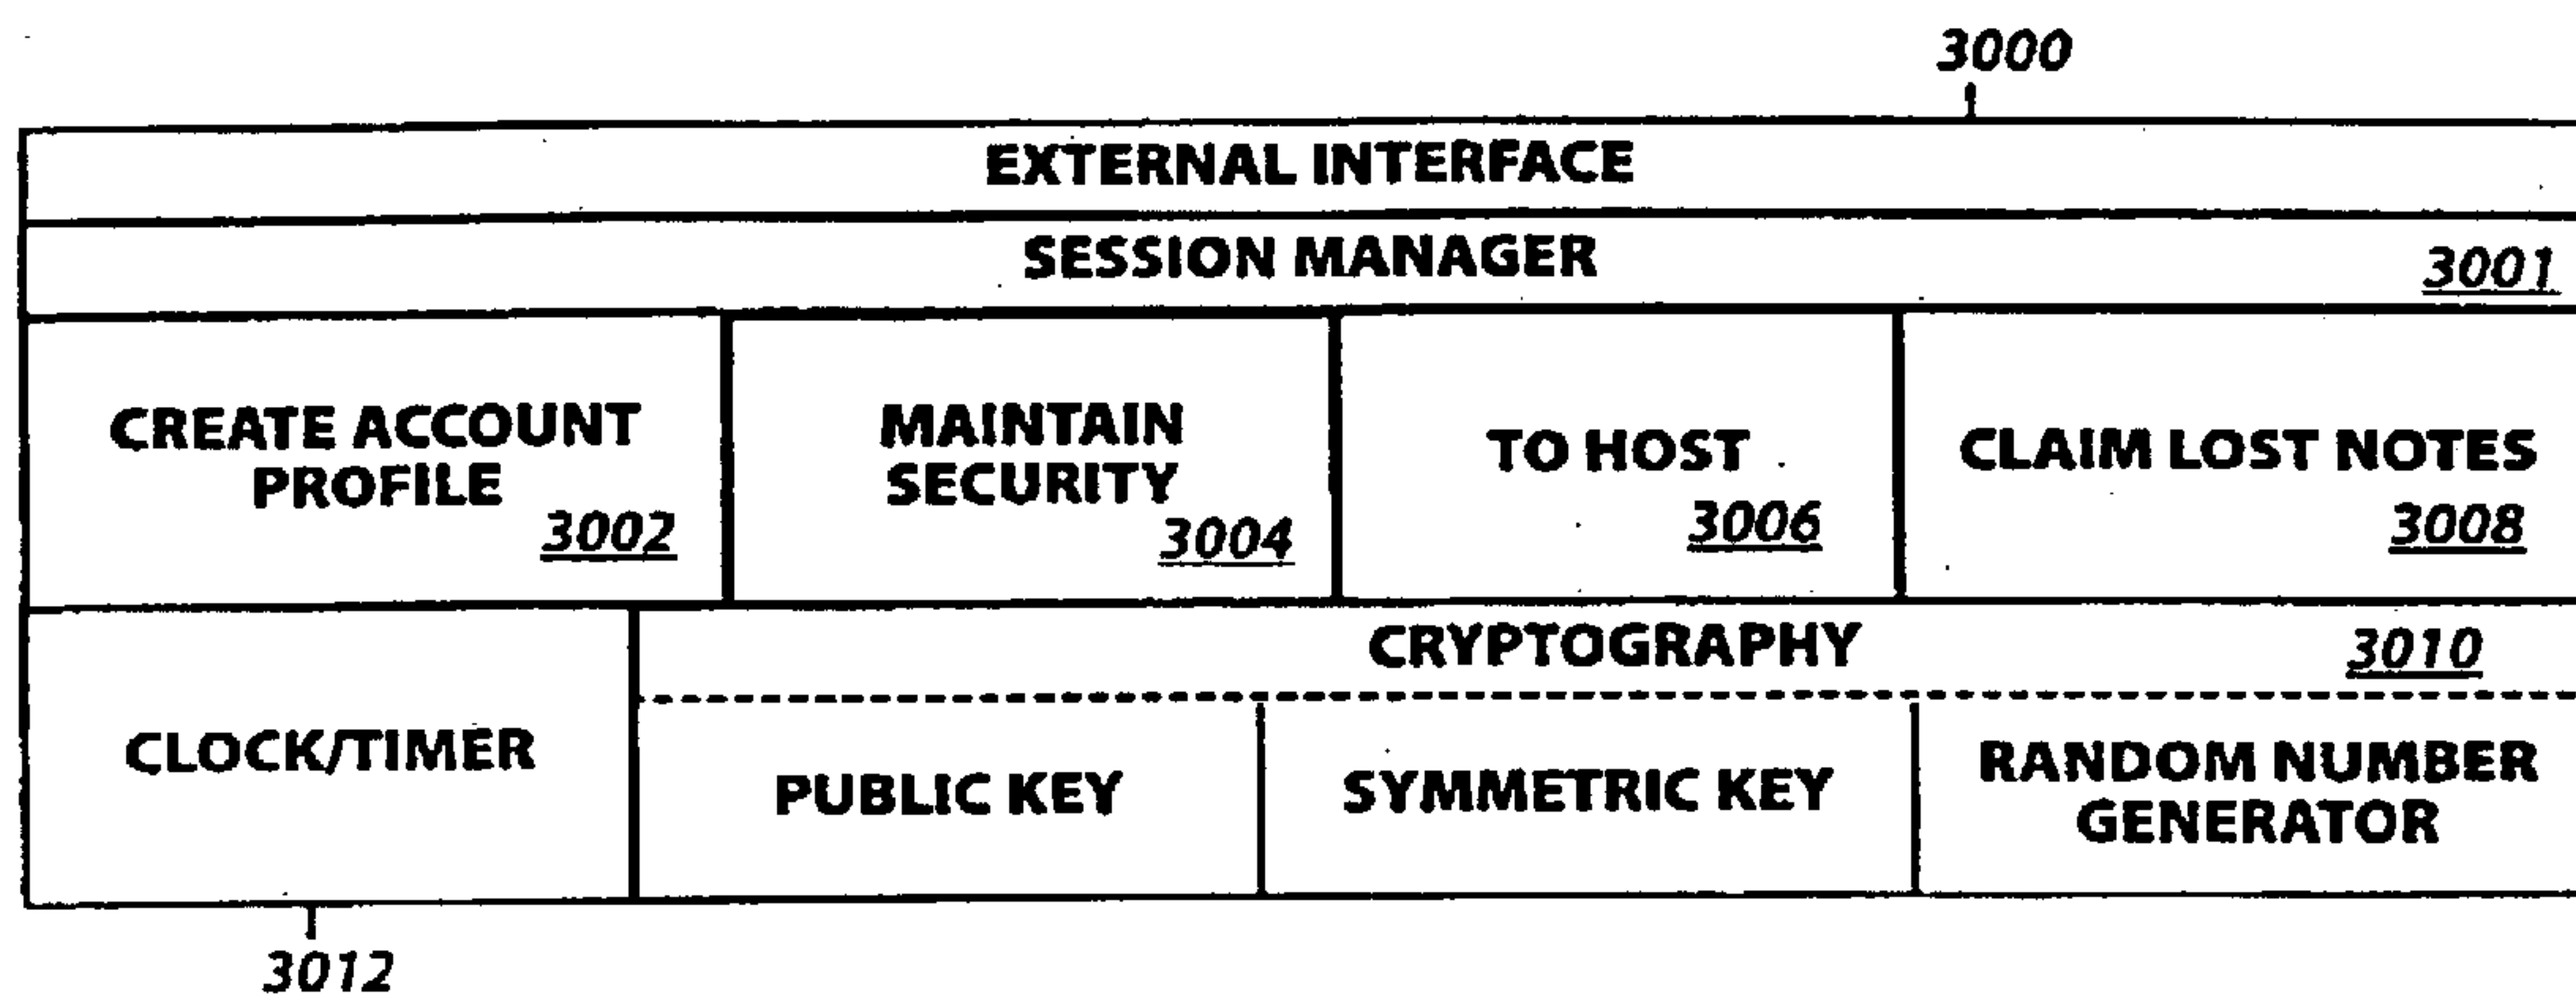 3000
EXTERNAL INTERFACE
SESSION MANAGER
3001
CREATE ACCOUNT
PROFILE
3002
MAINTAIN
SECURITY
3004
TO HOST
3006
CLAIM LOST NOTES
3008
CLOCK/TIMER
3012
CRYPTOGRAPHY
3010
PUBLIC KEY
SYMMETRIC KEY
RANDOM NUMBER
GENERATOR